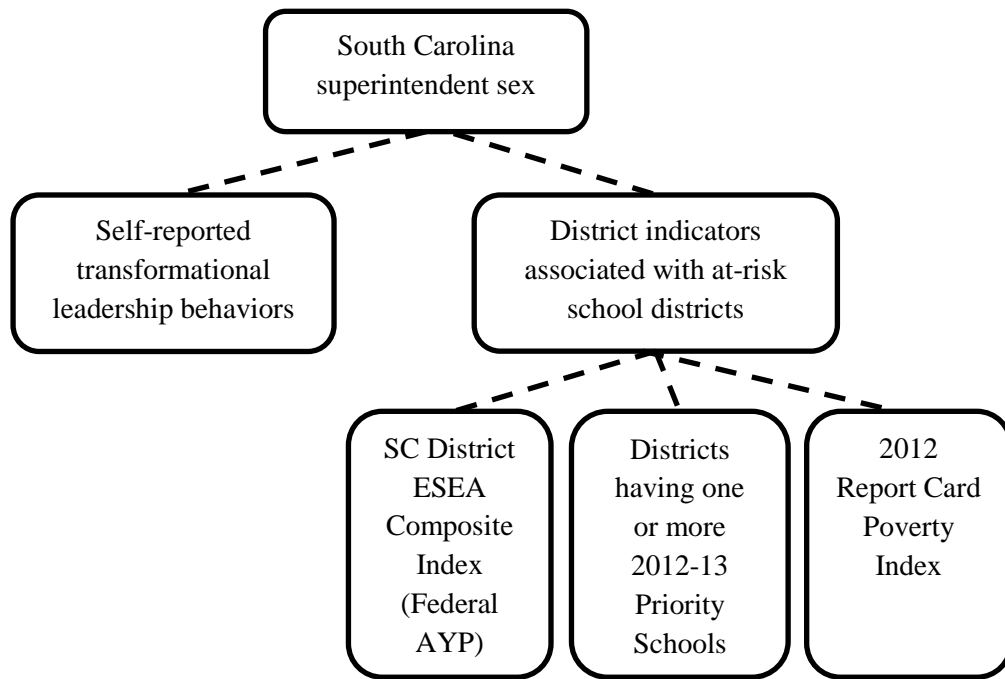 South Carolina
superintendent sex
Self-reported
transformational
leadership behaviors
District indicators
associated with at-risk
school districts
SC District
ESEA
Composite
Index
(Federal
AYP)
Districts
having one
or more
2012-13
Priority
Schools
2012
Report Card
Poverty
Index